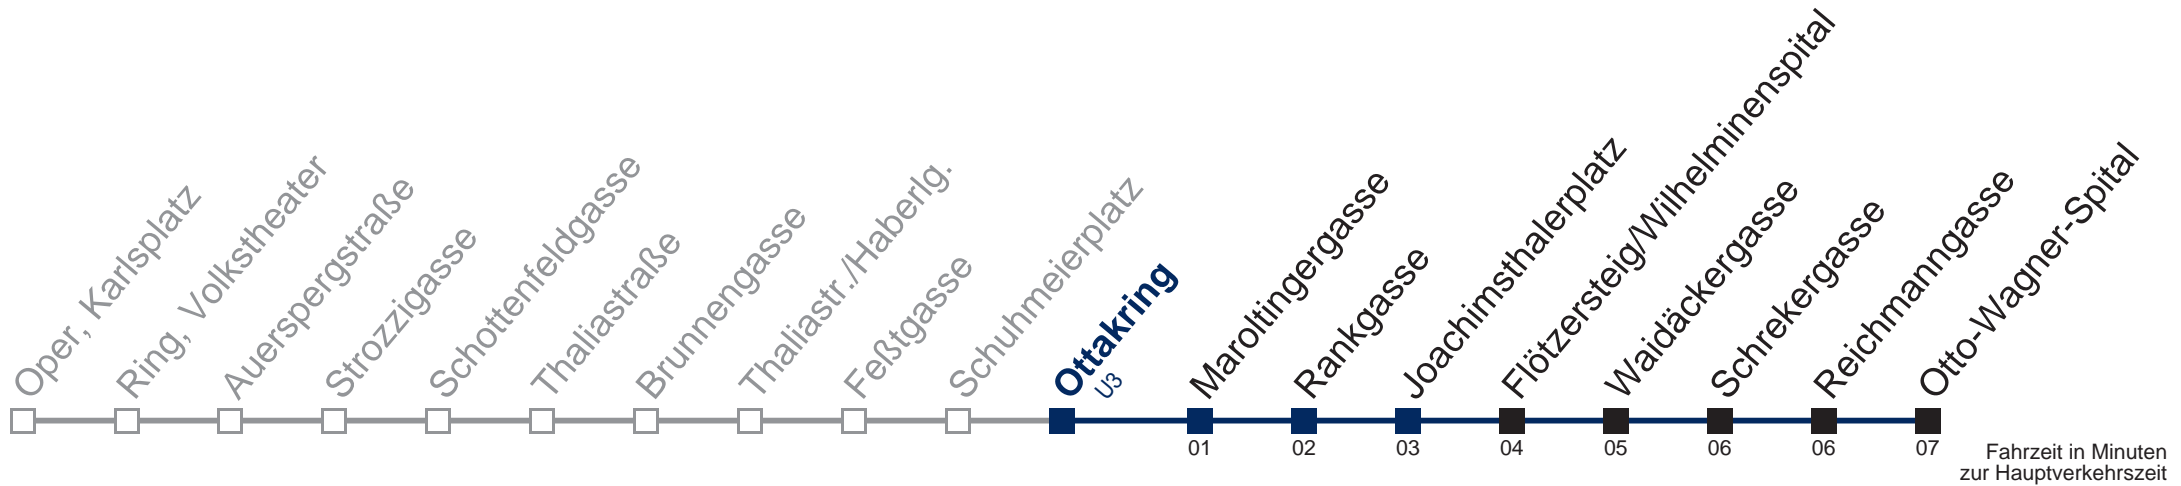 Oper, Karlsplatz
Ring, Volkstheater
Auerspergstraße
Strozzigasse
Schottenfeldgasse
Thaliastraße
Brunnengasse
Thaliastr./Haberlg.
Feßtgasse
Schuhmeierplatz
Ottakring
U3
Maroltingergasse
Rankgasse
Joachimsthalerplatz
Flötzersteig/Wilhelminenspital
Waidäckergasse
Schrekergasse
Reichmanngasse
Otto-Wagner-Spital
01 02 03 04 05 06 06 07
Fahrzeit in Minuten
zur Hauptverkehrszeit